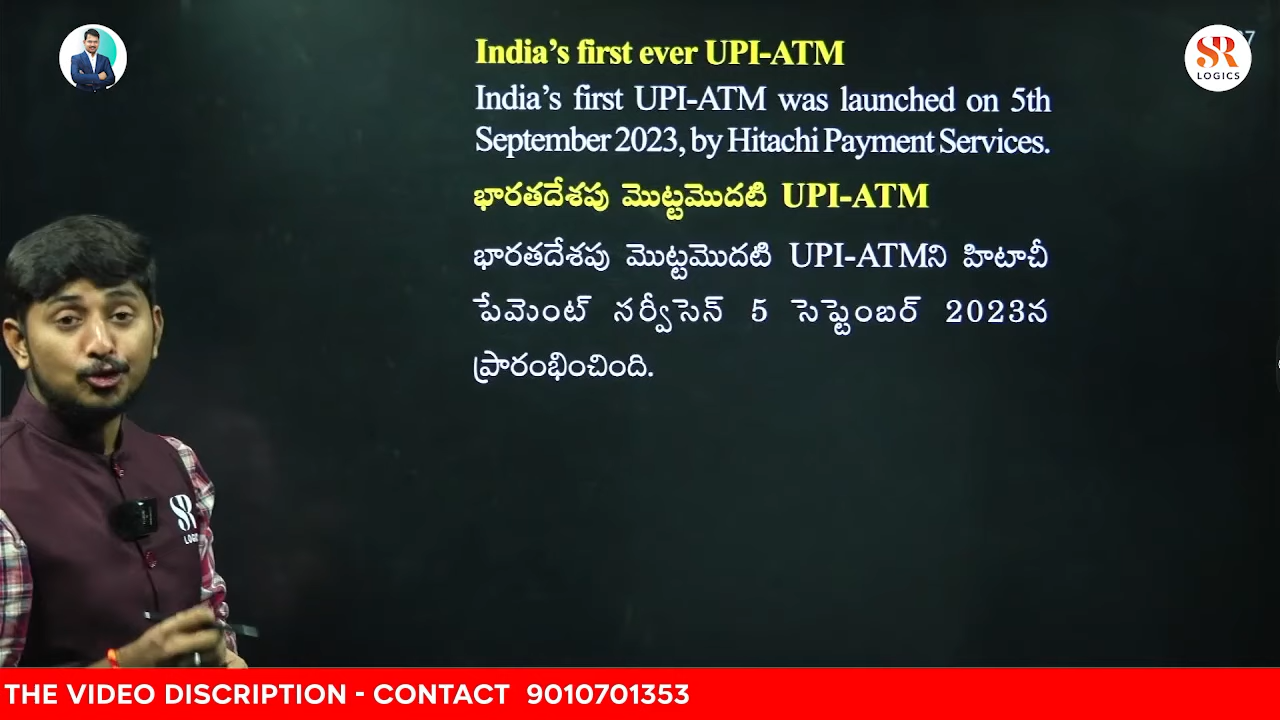 India's first ever UPI-ATM
India's first UPI-ATM was launched on 5th
September 2023, by Hitachi Payment Services.
భారతదేశపు మొట్టమొదటి UPI-ATM
భారతదేశపు మొట్టమొదటి UPI-ATMని హిటాచీ
పేమెంట్ సర్వీసెస్ 5 సెప్టెంబర్ 2023న
ప్రారంభించింది.
SR
LOGICS
SR
THE VIDEO DISCRIPTION - CONTACT 9010701353